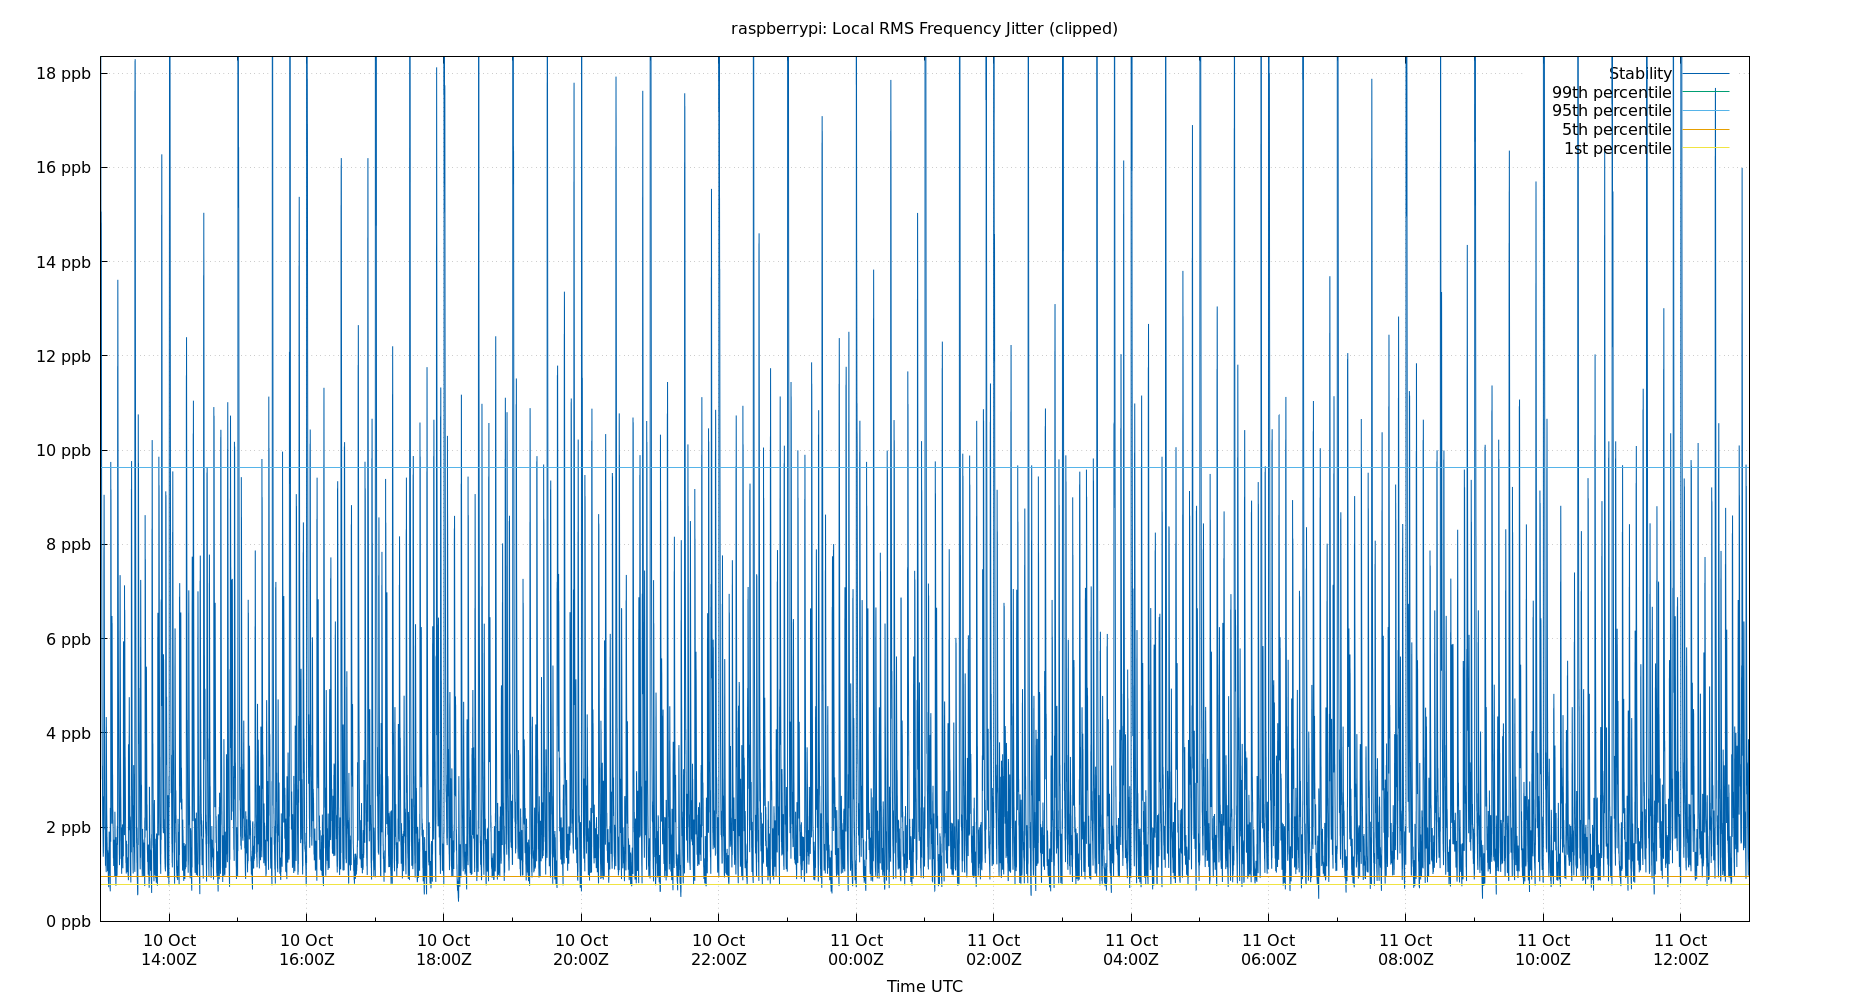 raspberrypi: Local RMS Frequency Jitter (clipped)
18 ppb
16 ppb
14 ppb
12 ppb
10 ppb
8 ppb
6 ppb
4 ppb
2 ppb
0 ppb
Stability
99th percentile
95th percentile
5th percentile
1st percentile
10 Oct
14:00Z
10 Oct
16:00Z
10 Oct
18:00Z
10 Oct
20:00Z
10 Oct
22:00Z
11 Oct
00:00Z
11 Oct
02:00Z
11 Oct
04:00Z
11 Oct
06:00Z
11 Oct
08:00Z
11 Oct
10:00Z
11 Oct
12:00Z
Time UTC